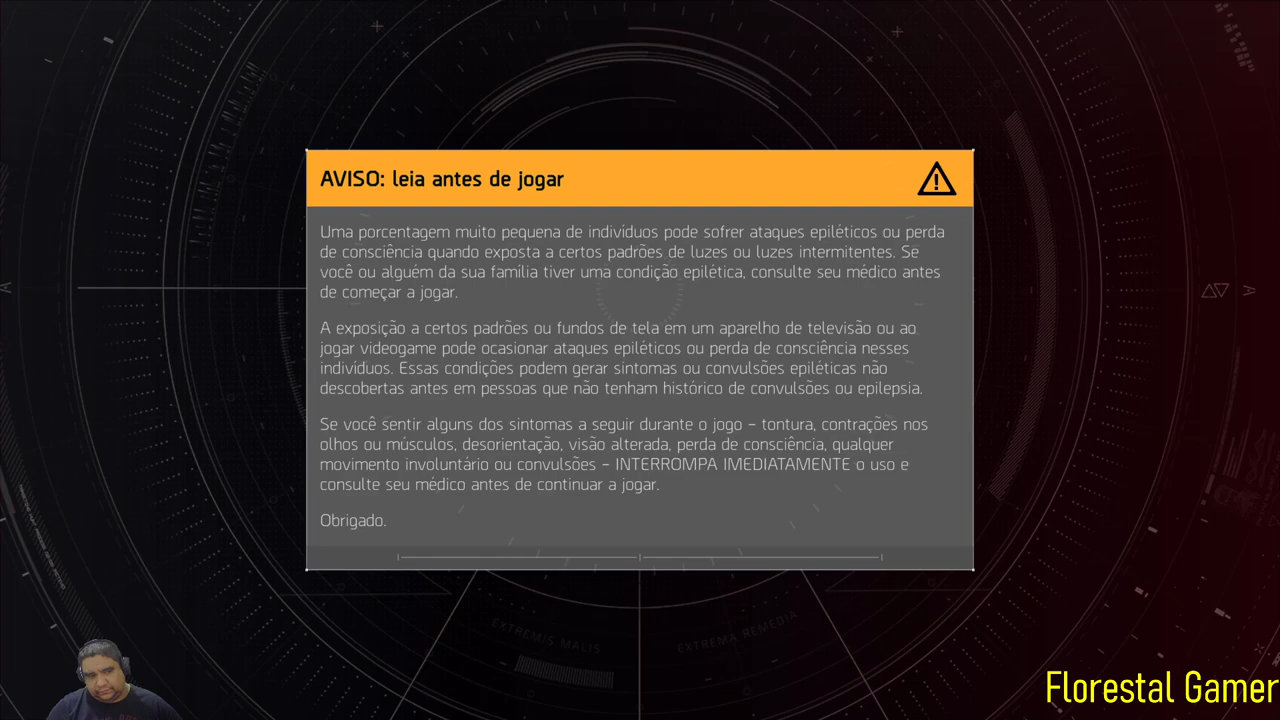 AVISO: leia antes de jogar
Uma porcentagem muito pequena de indivíduos pode sofrer ataques epiléticos ou perda
de consciência quando exposta a certos padrões de luzes ou luzes intermitentes. Se
você ou alguém da sua família tiver uma condição epilética, consulte seu médico antes
de começar a jogar.
A exposição a certos padrões ou fundos de tela em um aparelho de televisão ou ao
jogar videogame pode ocasionar ataques epiléticos ou perda de consciência nesses
indivíduos. Essas condições podem gerar sintomas ou convulsões epiléticas não
descobertas antes em pessoas que não tenham histórico de convulsões ou epilepsia.
Se você sentir alguns dos sintomas a seguir durante o jogo – tontura, contrações nos
olhos ou músculos, desorientação, visão alterada, perda de consciência, qualquer
movimento involuntário ou convulsões – INTERROMPA IMEDIATAMENTE o uso e
consulte seu médico antes de continuar a jogar.
Obrigado.
EXTREMIS MALIS
EXTREMA REMEDIA
A
A
Florestal Gamer